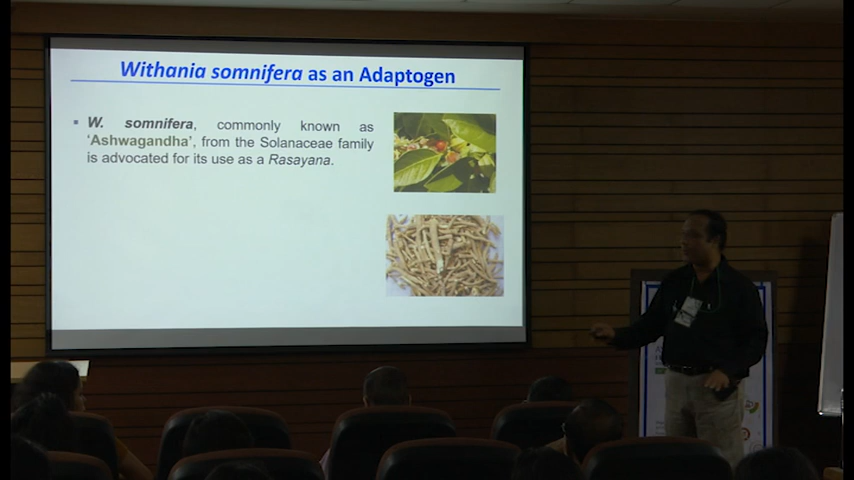 Withania somnifera as an Adaptogen
▪ W. somnifera, commonly known as
'Ashwagandha', from the Solanaceae family
is advocated for its use as a Rasayana.